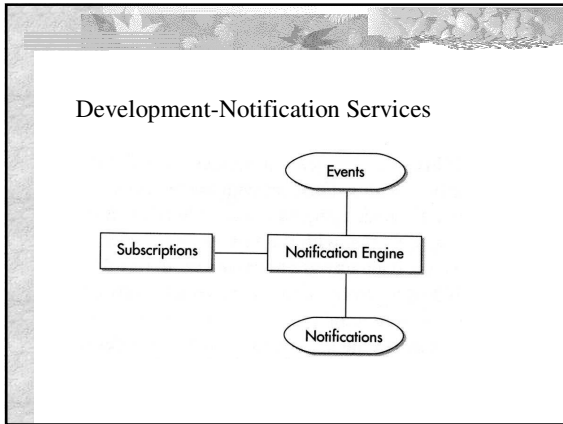 Development-Notification Services
Events
Subscriptions
Notification Engine
Notifications